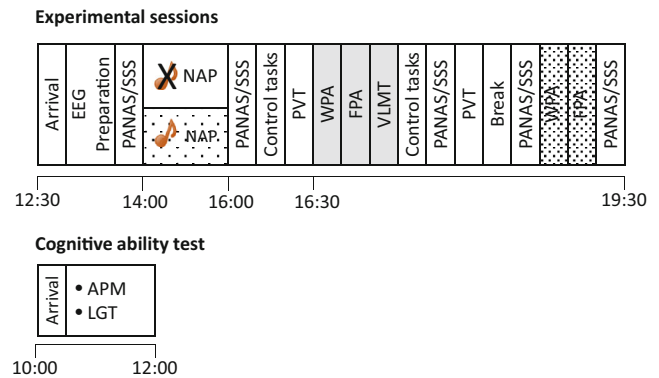 Experimental sessions
Arrival
EEG
Preparation
PANAS/SSS
NAP
NAP
PANAS/SSS
Control tasks
PVT
WPA
FPA
VLMT
Control tasks
PANAS/SSS
PVT
Break
PANAS/SSS
WPA
FPA
PANAS/SSS
12:30
14:00
16:00
16:30
19:30
Cognitive ability test
Arrival
• APM
• LGT
10:00
12:00